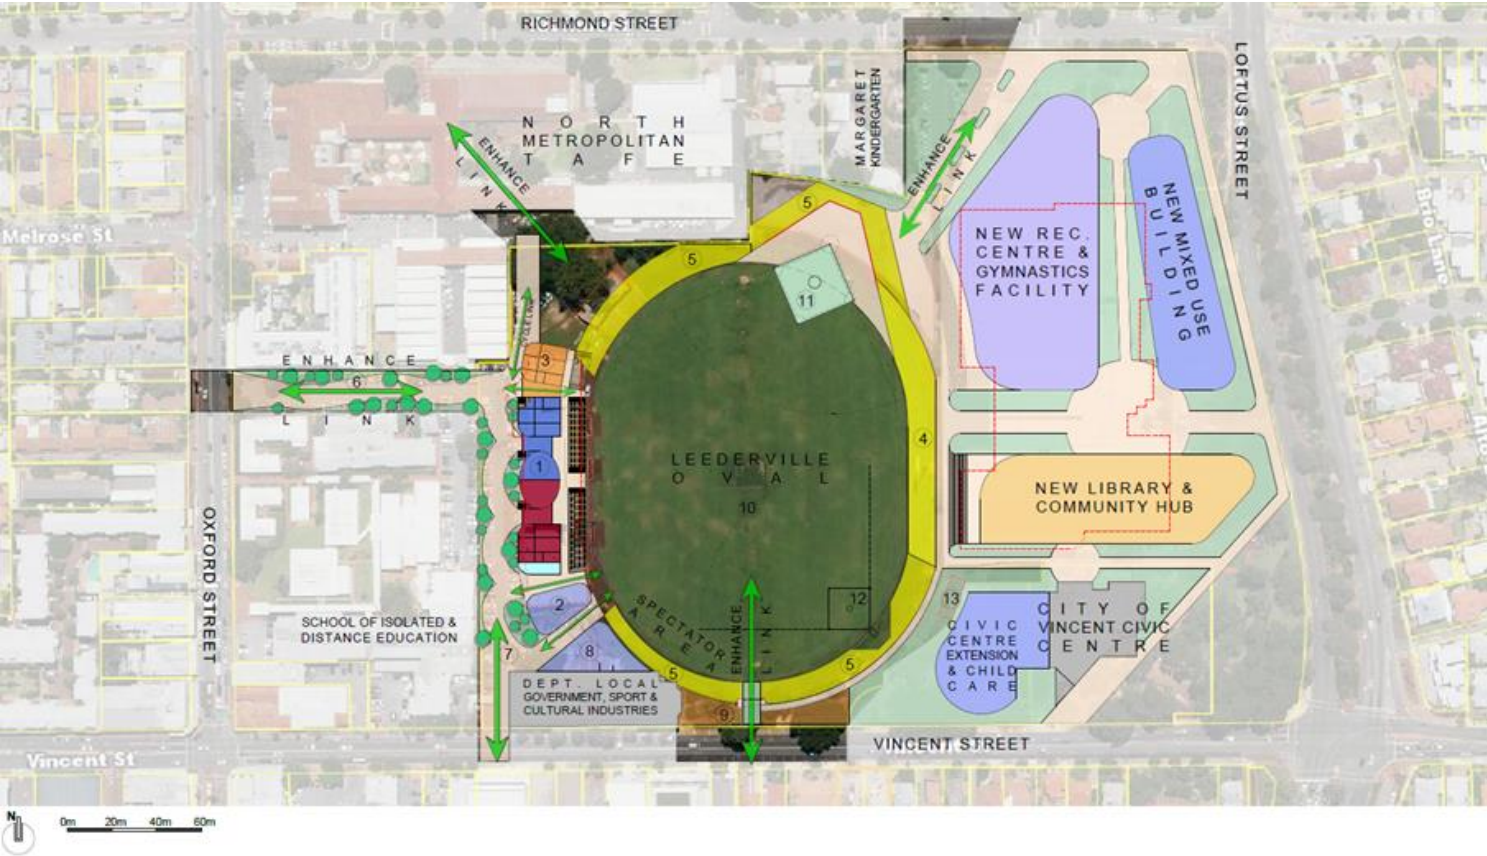 RICHMOND STREET
LOFTUS STREET
MARGARET
KINDERGARTEN
NORTH
METROPOLITAN
TAFE
ENHANCE
LINK
ENHANCE
LINK
Melrose St
5
5
NEW REC.
CENTRE &
GYMNASTICS
FACILITY
NEW MIXED USE
BUILDING
Brio Lane
11
3
ENHANCE
6
LINK
4
LEEDERVILLE
OVAL
10
1
NEW LIBRARY &
COMMUNITY HUB
OXFORD STREET
SCHOOL OF ISOLATED &
DISTANCE EDUCATION
2
7
8
SPECTATOR
AREA
ENHANCE
LINK
12
13
CIVIC
CENTRE
EXTENSION
& CHILD
CARE
CITY OF
VINCENT CIVIC
CENTRE
5
5
DEPT. LOCAL
GOVERNMENT, SPORT &
CULTURAL INDUSTRIES
9
VINCENT STREET
Vincent St
N
0m 20m 40m 60m